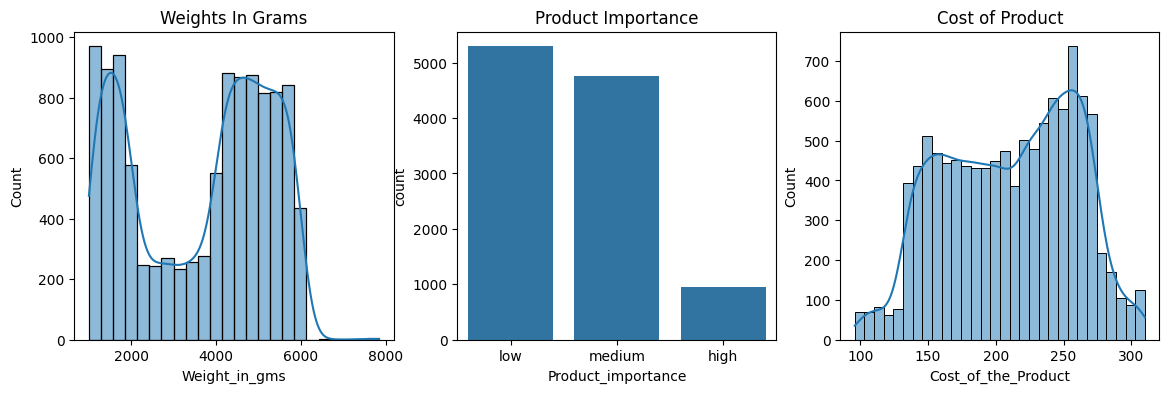 Weights In Grams
Count
1000
800
600
400
200
0
2000
4000
6000
8000
Weight_in_gms
Product Importance
count
5000
4000
3000
2000
1000
0
low
medium
high
Product_importance
Cost of Product
Count
700
600
500
400
300
200
100
0
100
150
200
250
300
Cost_of_the_Product